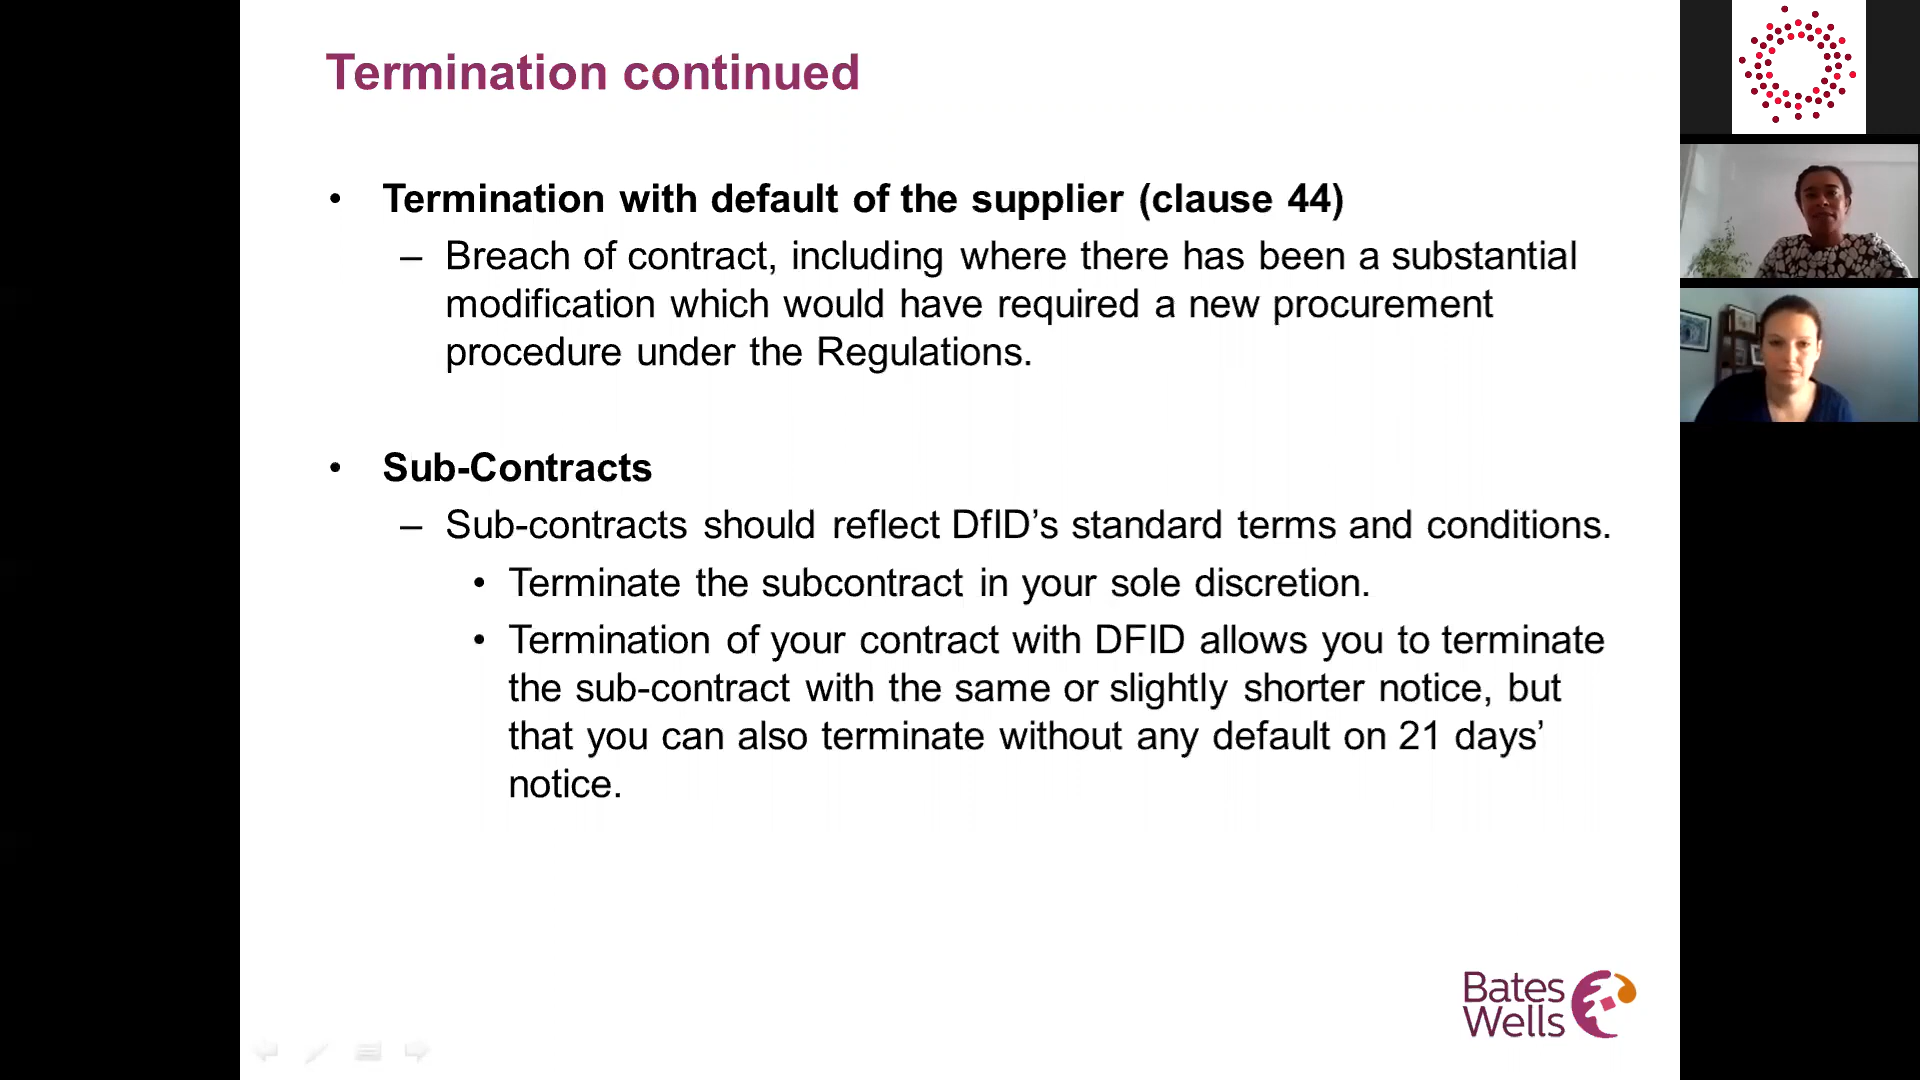 Termination continued
• Termination with default of the supplier (clause 44)
– Breach of contract, including where there has been a substantial
modification which would have required a new procurement
procedure under the Regulations.
• Sub-Contracts
– Sub-contracts should reflect DfID’s standard terms and conditions.
• Terminate the subcontract in your sole discretion.
• Termination of your contract with DFID allows you to terminate
the sub-contract with the same or slightly shorter notice, but
that you can also terminate without any default on 21 days’
notice.
Bates
Wells